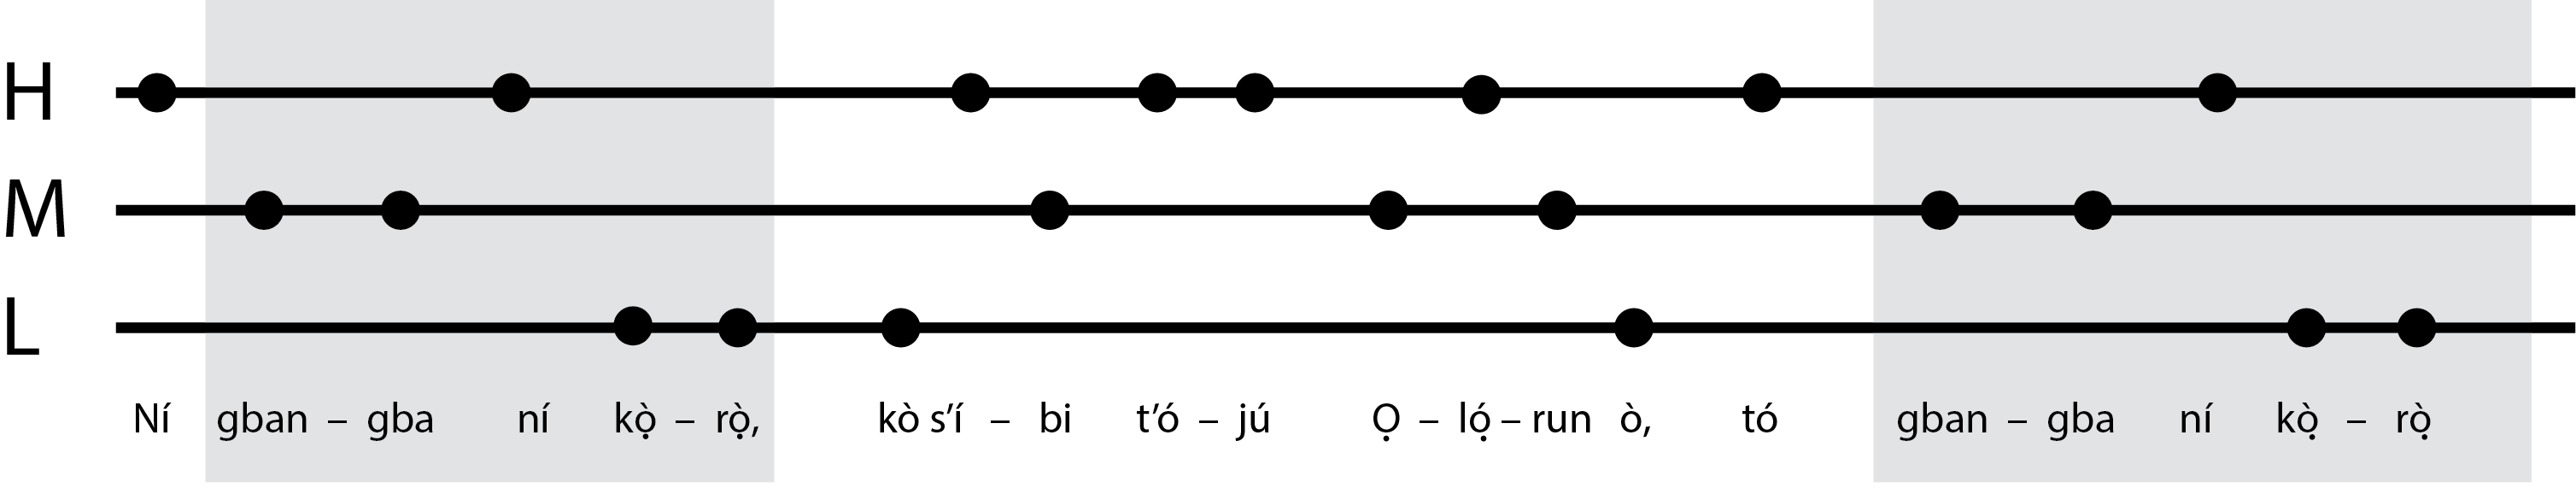 H
M
L
Ní gban – gba ní kọ̀ – rọ̀, kò s’í – bi t’ó – jú Ọ – lọ́ – run ò, tó gban – gba ní kọ̀ – rọ̀